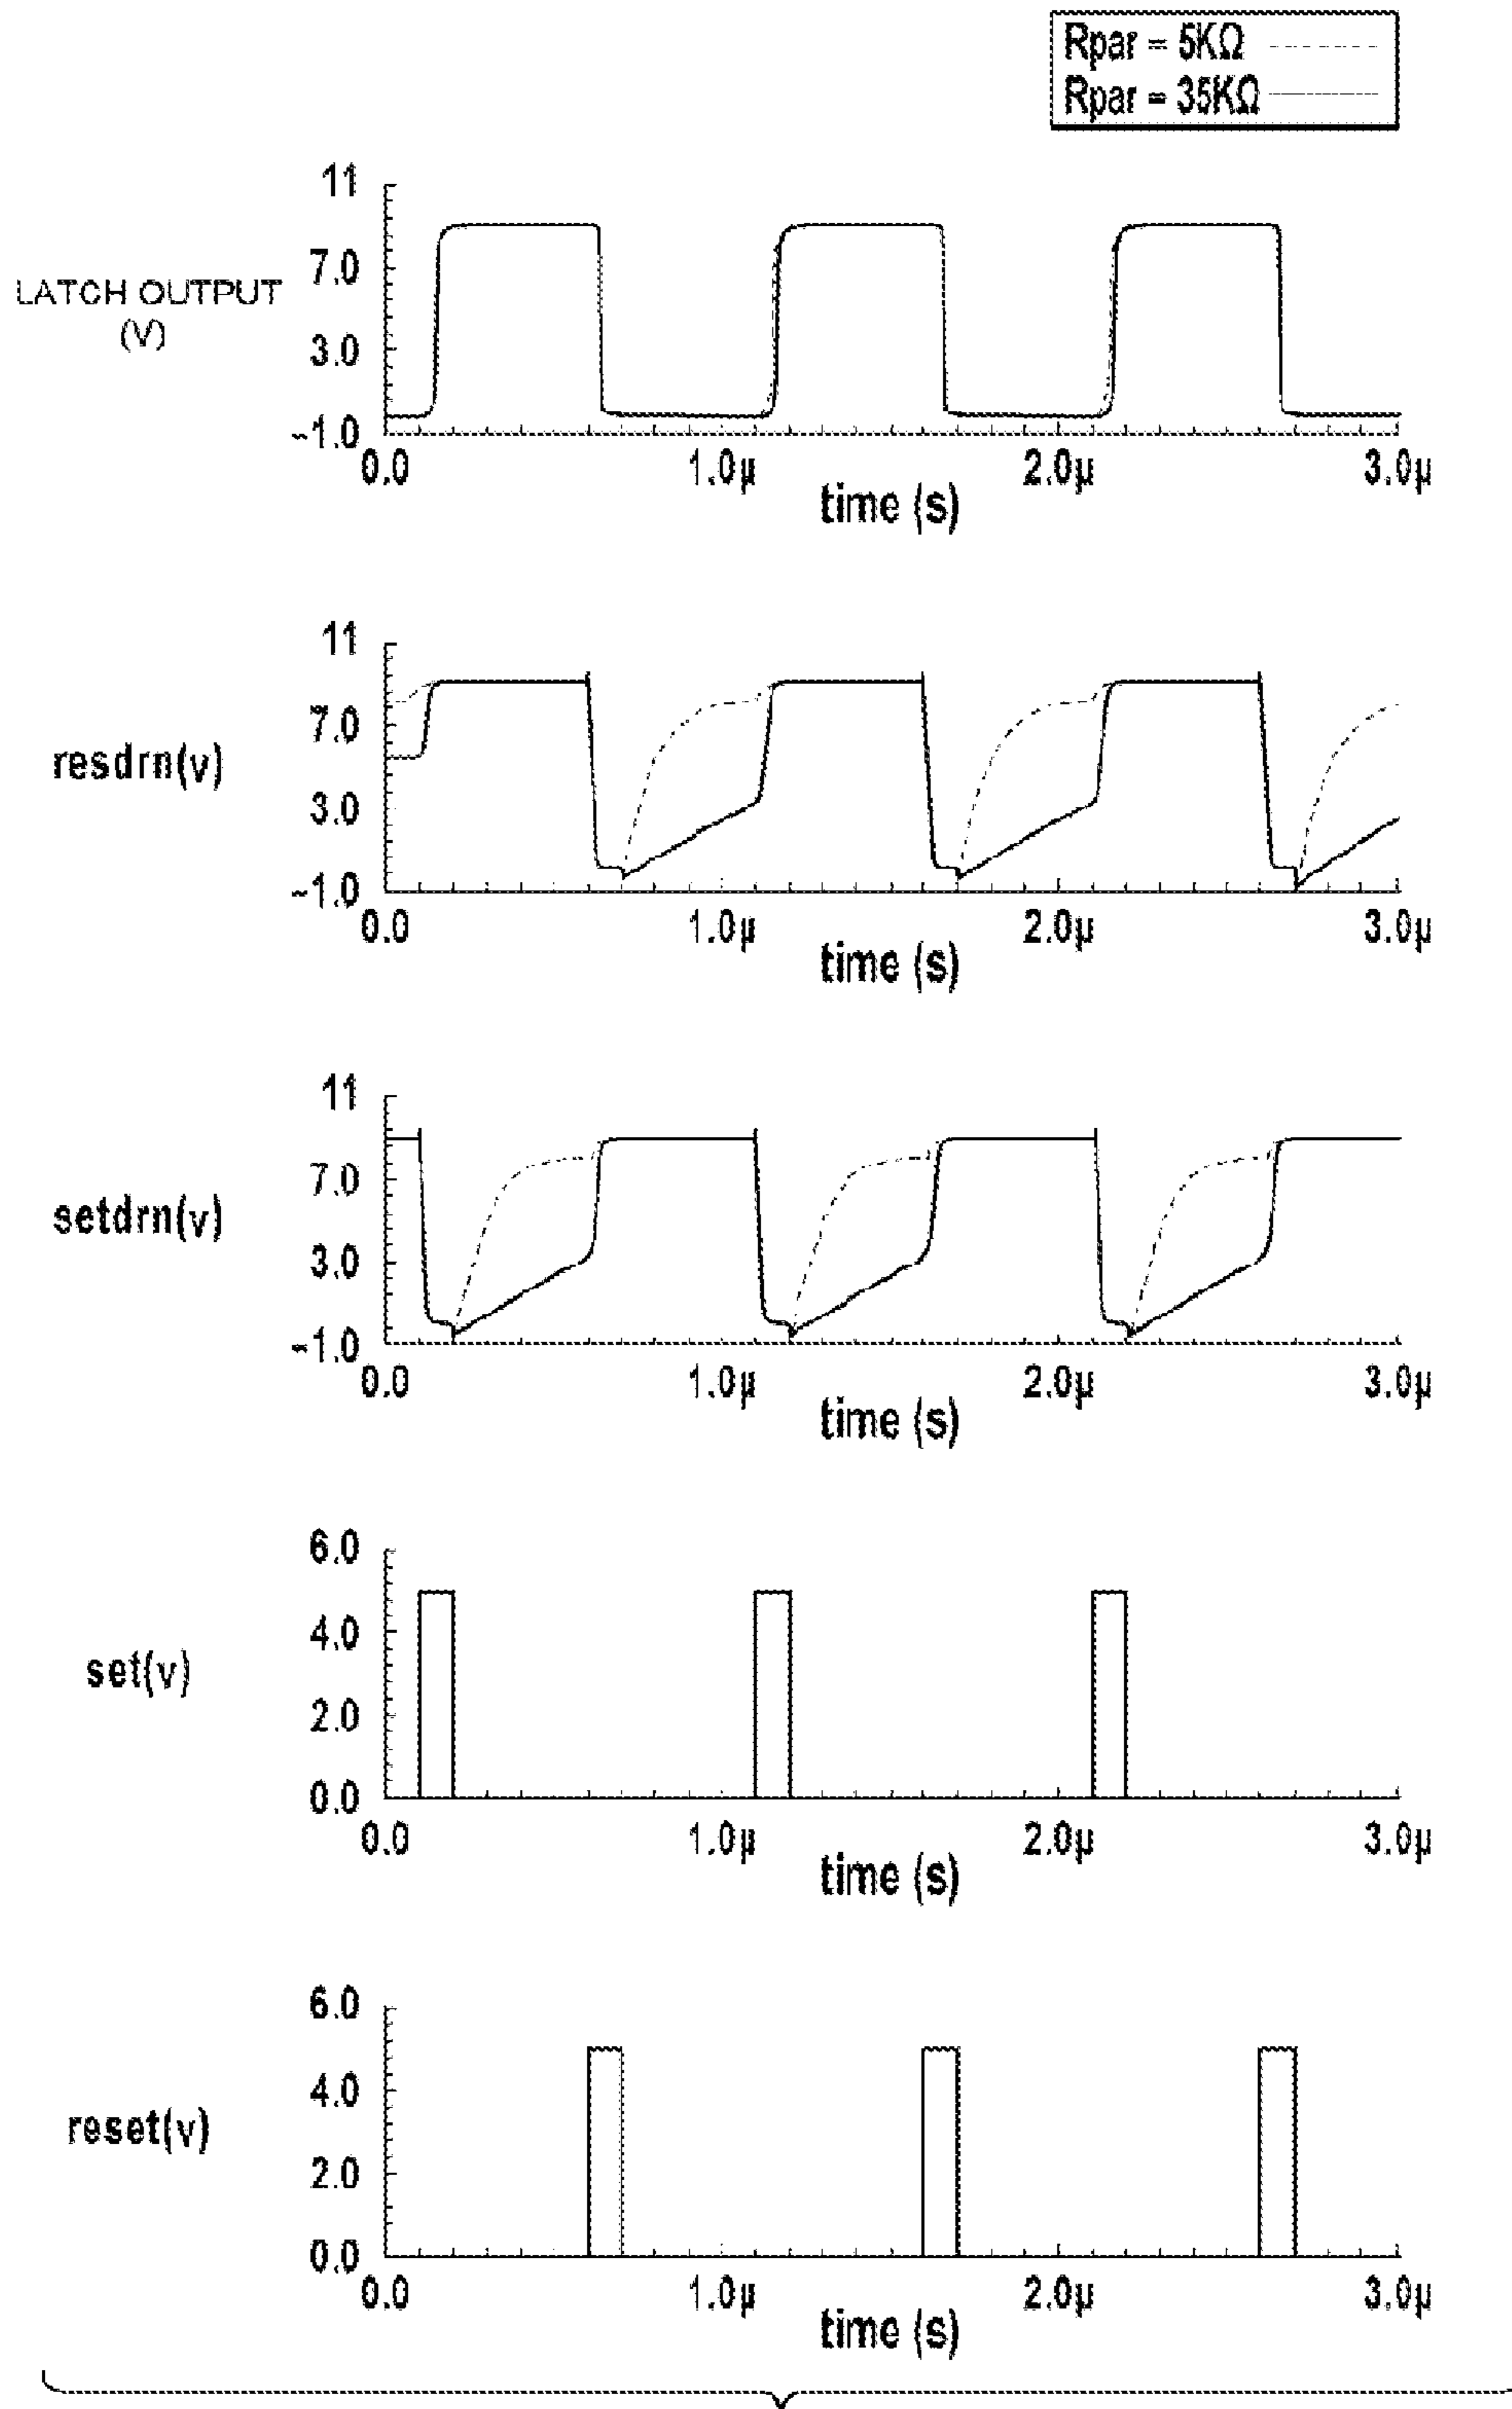 Rpar = 5KΩ
Rpar = 35KΩ
11
7.0
3.0
-1.0
LATCH OUTPUT
(V)
0.0 1.0μ 2.0μ 3.0μ
time (s)
11
7.0
3.0
-1.0
resdrn(v)
0.0 1.0μ 2.0μ 3.0μ
time (s)
11
7.0
3.0
-1.0
setdrn(v)
0.0 1.0μ 2.0μ 3.0μ
time (s)
6.0
4.0
2.0
0.0
set(v)
0.0 1.0μ 2.0μ 3.0μ
time (s)
6.0
4.0
2.0
0.0
reset(v)
0.0 1.0μ 2.0μ 3.0μ
time (s)